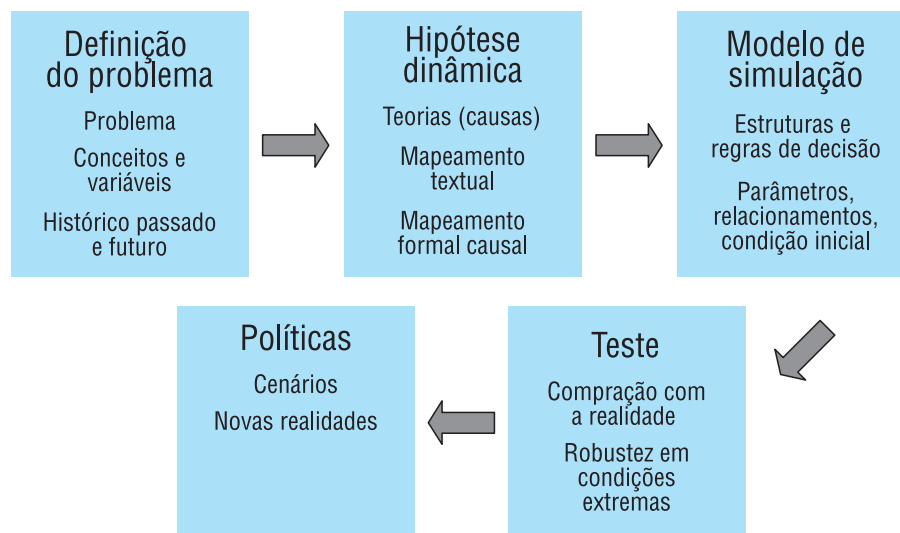 Definição
do problema
Problema
Conceitos e
variáveis
Histórico passado
e futuro
Hipótese
dinâmica
Teorias (causas)
Mapeamento
textual
Mapeamento
formal causal
Modelo de
simulação
Estruturas e
regras de decisão
Parâmetros,
relacionamentos,
condição inicial
Teste
Compração com
a realidade
Robustez em
condições
extremas
Políticas
Cenários
Novas realidades